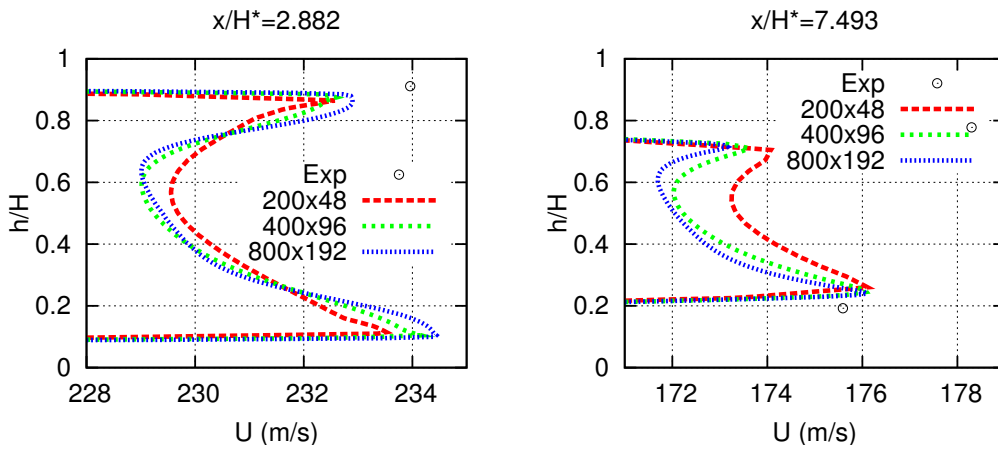 x/H*=2.882
1
0.8
0.6
0.4
0.2
0
h/H
Exp
200x48
400x96
800x192
228
230
232
234
U (m/s)
x/H*=7.493
1
0.8
0.6
0.4
0.2
0
h/H
Exp
200x48
400x96
800x192
172
174
176
178
U (m/s)